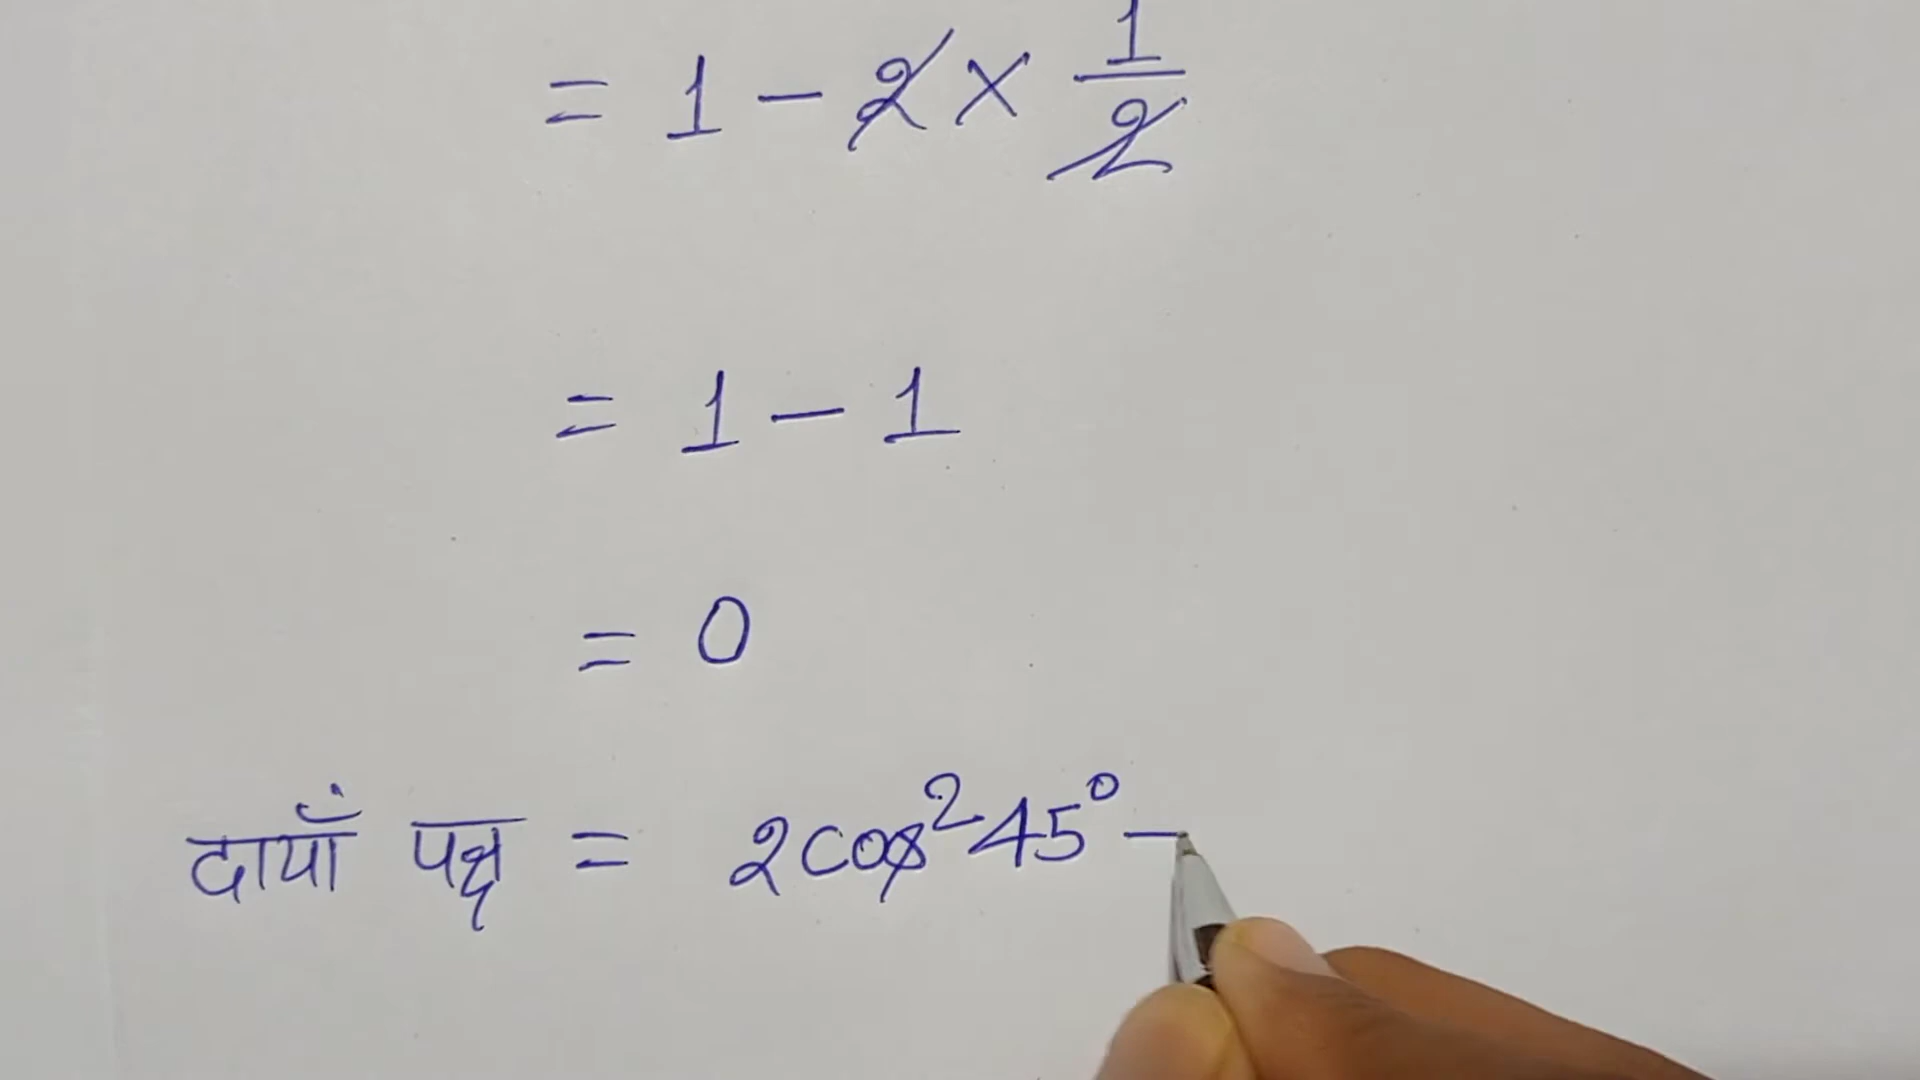 = 1 - 2 × 1/2
= 1 - 1
= 0
दायाँ पक्ष = 2cos²45° -